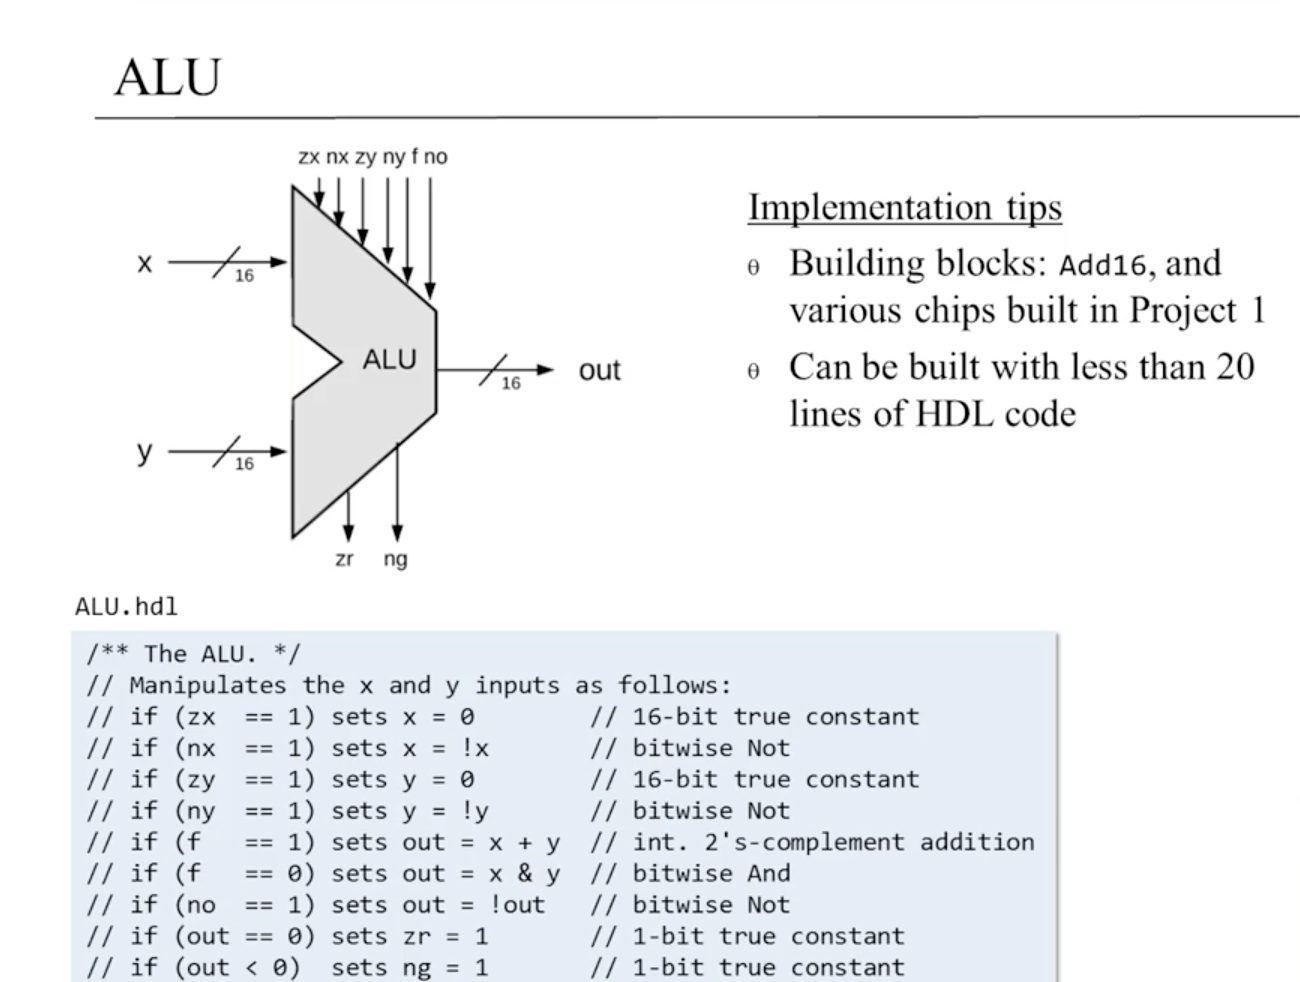 ALU
zx nx zy ny f no
x
16
Implementation tips
θ Building blocks: Add16, and
various chips built in Project 1
ALU
16
out
θ Can be built with less than 20
lines of HDL code
y
16
zr ng
ALU.hdl
/** The ALU. */
// Manipulates the x and y inputs as follows:
// if (zx  == 1) sets x = 0        // 16-bit true constant
// if (nx  == 1) sets x = !x       // bitwise Not
// if (zy  == 1) sets y = 0        // 16-bit true constant
// if (ny  == 1) sets y = !y       // bitwise Not
// if (f   == 1) sets out = x + y  // int. 2's-complement addition
// if (f   == 0) sets out = x & y  // bitwise And
// if (no  == 1) sets out = !out   // bitwise Not
// if (out == 0) sets zr = 1       // 1-bit true constant
// if (out < 0)  sets ng = 1       // 1-bit true constant